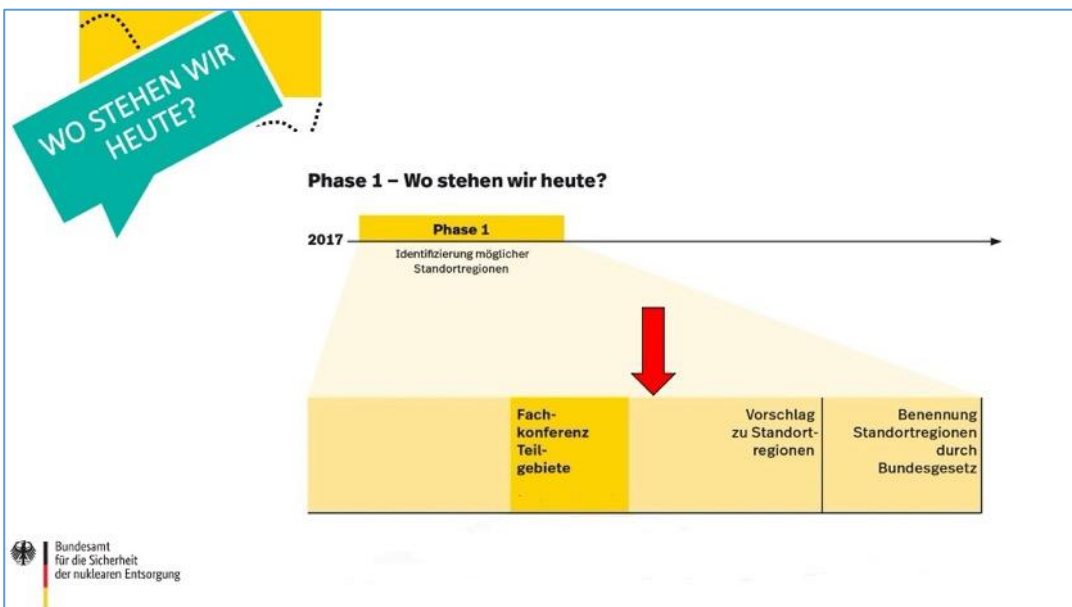 WO STEHEN WIR
HEUTE?
Phase 1 – Wo stehen wir heute?
2017
Phase 1
Identifizierung möglicher
Standortregionen
Fach-
konferenz
Teil-
gebiete
Vorschlag
zu Standort-
regionen
Benennung
Standortregionen
durch
Bundesgesetz
Bundesamt
für die Sicherheit
der nuklearen Entsorgung